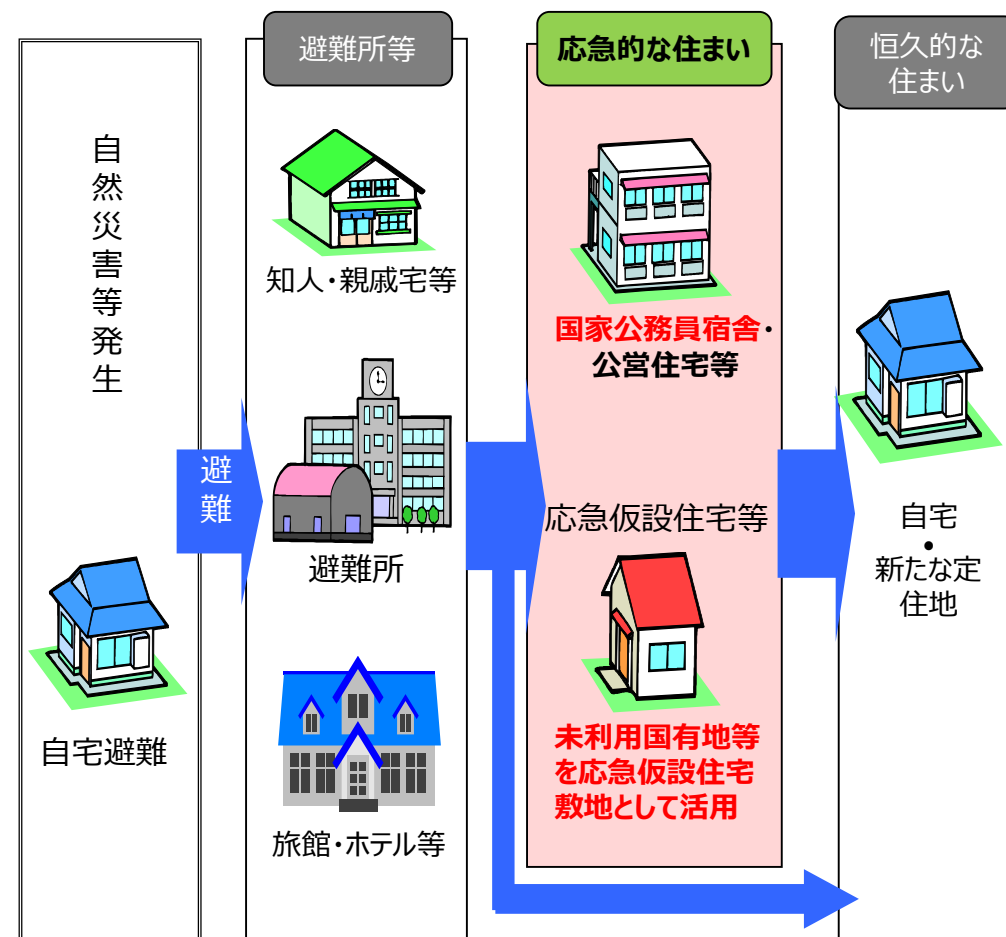 避難所等
応急的な住まい
恒久的な
住まい
自然災害等発生
知人・親戚宅等
国家公務員宿舎・
公営住宅等
避難
避難所
応急仮設住宅等
自宅
・
新たな定
住地
自宅避難
未利用国有地等
を応急仮設住宅
敷地として活用
旅館・ホテル等